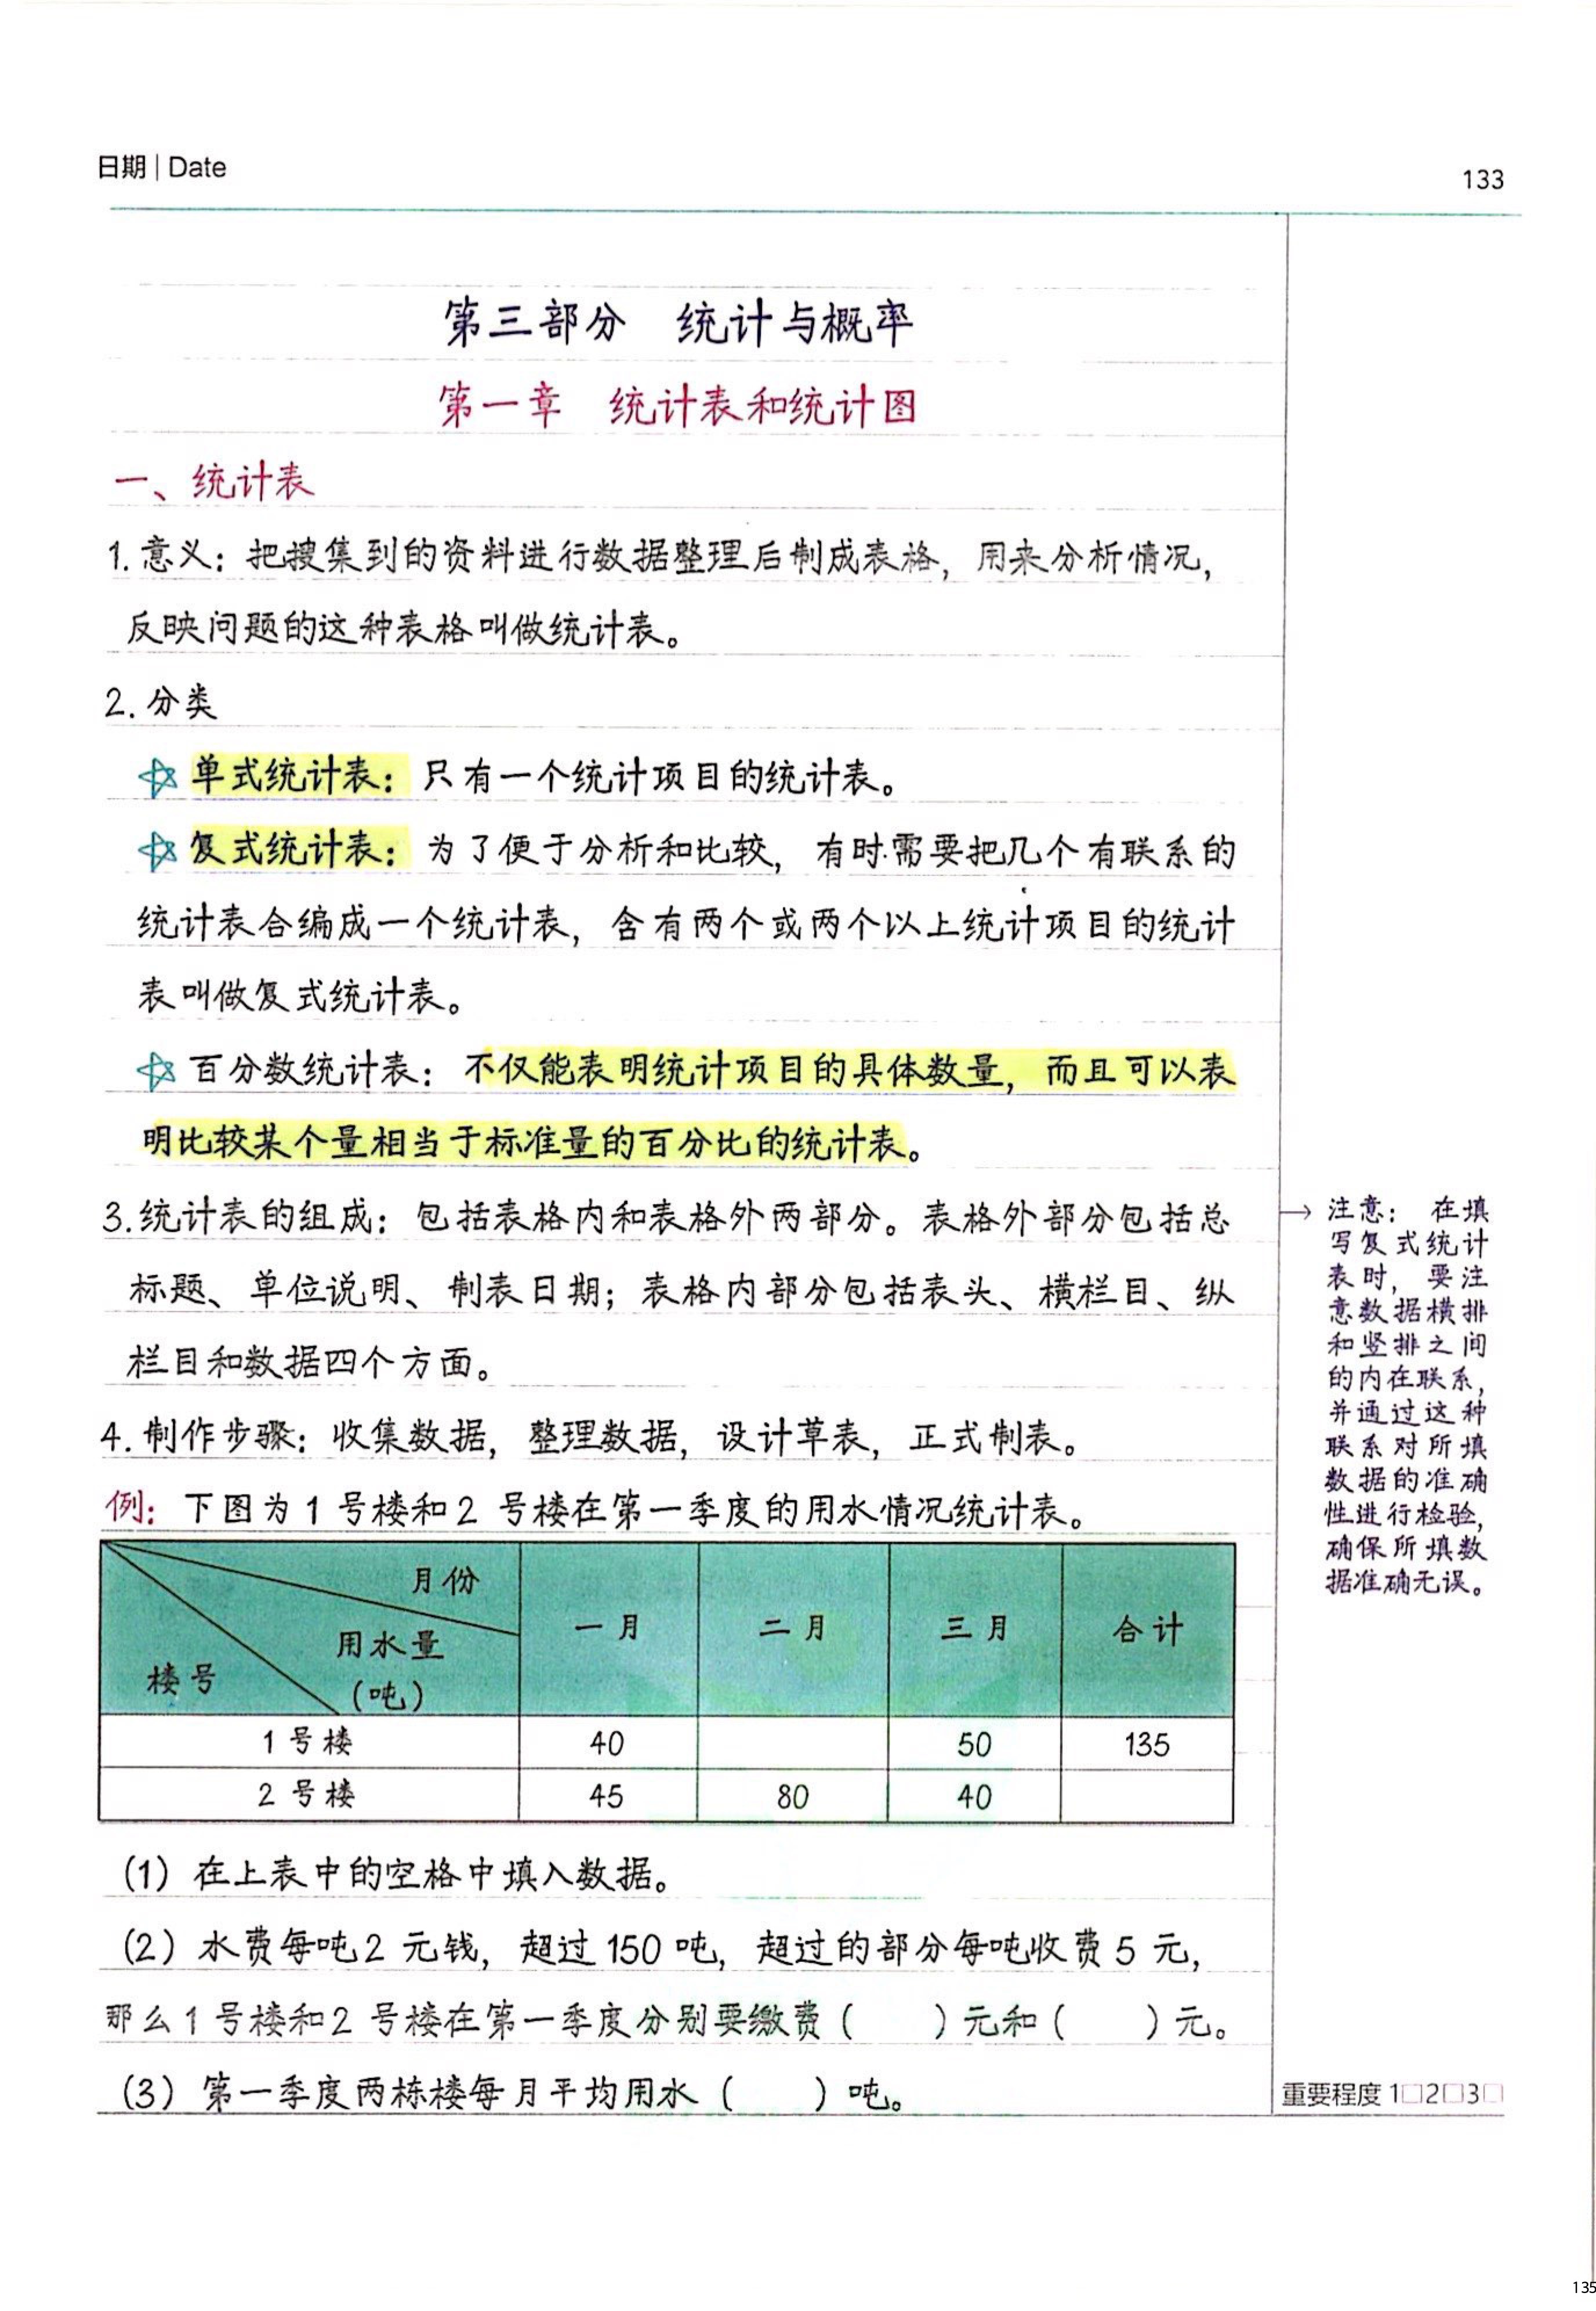 日期 | Date
133
第三部分 统计与概率
第一章 统计表和统计图
一、统计表
1. 意义：把搜集到的资料进行数据整理后制成表格，用来分析情况，
反映问题的这种表格叫做统计表。
2. 分类
☆ 单式统计表：只有一个统计项目的统计表。
☆ 复式统计表：为了便于分析和比较，有时需要把几个有联系的
统计表合编成一个统计表，含有两个或两个以上统计项目的统计
表叫做复式统计表。
☆ 百分数统计表：不仅能表明统计项目的具体数量，而且可以表
明比较某个量相当于标准量的百分比的统计表。
3. 统计表的组成：包括表格内和表格外两部分。表格外部分包括总
标题、单位说明、制表日期；表格内部分包括表头、横栏目、纵
栏目和数据四个方面。
4. 制作步骤：收集数据，整理数据，设计草表，正式制表。
→ 注意： 在填
写复式统计
表时，要注
意数据横排
和竖排之间
的内在联系，
并通过这种
联系对所填
数据的准确
性进行检验，
确保所填数
据准确无误。
例：下图为1号楼和2号楼在第一季度的用水情况统计表。
月份
用水量
（吨）
楼号
一月 二月 三月 合计
1号楼 40 50 135
2号楼 45 80 40
（1）在上表中的空格中填入数据。
（2）水费每吨2元钱，超过150吨，超过的部分每吨收费5元，
那么1号楼和2号楼在第一季度分别要缴费（ ）元和（ ）元。
（3）第一季度两栋楼每月平均用水（ ）吨。
重要程度 1□2□3□
135